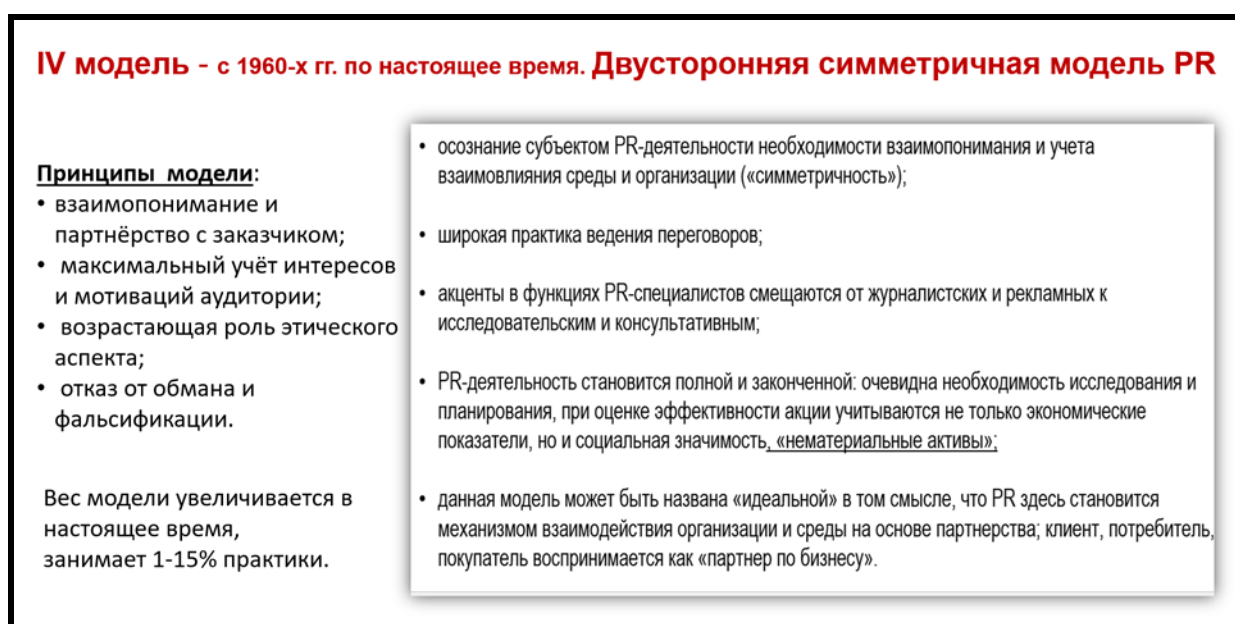 IV модель - с 1960-х гг. по настоящее время. Двусторонняя симметричная модель PR
Принципы модели:
• взаимопонимание и
партнёрство с заказчиком;
• максимальный учёт интересов
и мотиваций аудитории;
• возрастающая роль этического
аспекта;
• отказ от обмана и
фальсификации.
Вес модели увеличивается в
настоящее время,
занимает 1-15% практики.
• осознание субъектом PR-деятельности необходимости взаимопонимания и учета
взаимовлияния среды и организации («симметричность»);
• широкая практика ведения переговоров;
• акценты в функциях PR-специалистов смещаются от журналистских и рекламных к
исследовательским и консультативным;
• PR-деятельность становится полной и законченной: очевидна необходимость исследования и
планирования, при оценке эффективности акции учитываются не только экономические
показатели, но и социальная значимость, «нематериальные активы»;
• данная модель может быть названа «идеальной» в том смысле, что PR здесь становится
механизмом взаимодействия организации и среды на основе партнерства; клиент, потребитель,
покупатель воспринимается как «партнер по бизнесу».